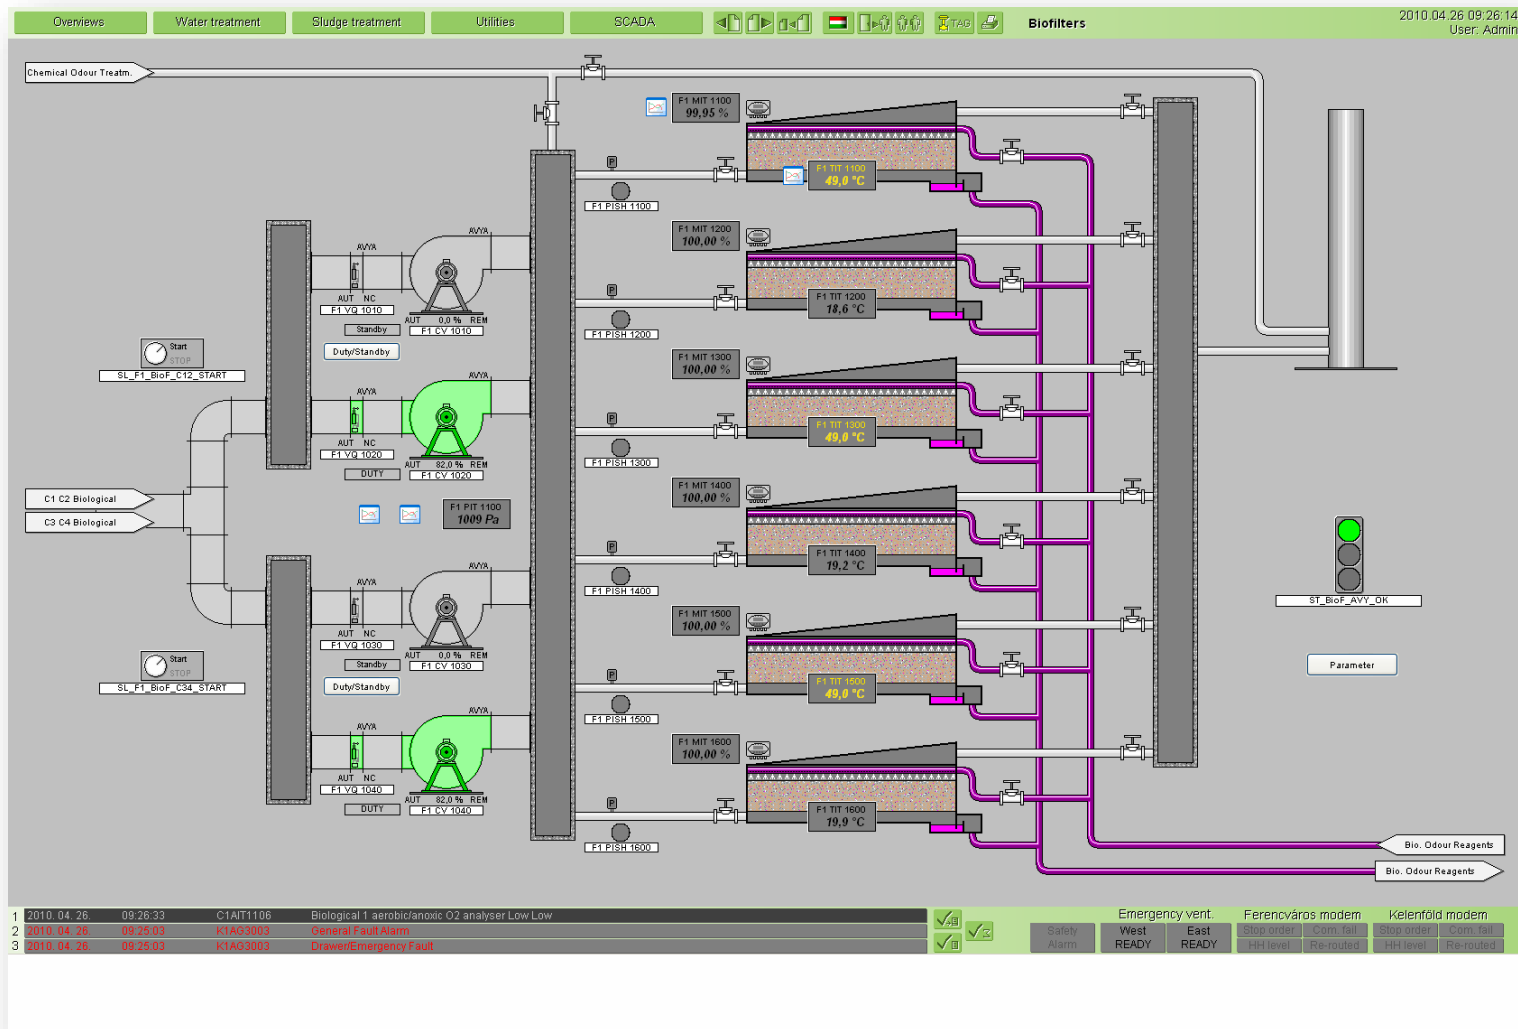 Overviews
Water treatment
Sludge treatment
Utilities
SCADA
TAG
Biofilters
2010.04.26 09:26:14
User: Admin
Chemical Odour Treatm.
F1 MIT 1100
99,95 %
P
F1 TIT 1100
49,0 °C
F1 PISH 1100
F1 MIT 1200
100,00 %
AVYA
AVYA
P
F1 TIT 1200
18,6 °C
AUT NC
F1 VQ 1010
AUT 0,0 % REM
F1 CV 1010
Standby
F1 PISH 1200
Duty/Standby
Start
STOP
SL_F1_BioF_C12_START
F1 MIT 1300
100,00 %
AVYA
AVYA
P
F1 TIT 1300
49,0 °C
AUT NC
F1 VQ 1020
AUT 82,0 % REM
F1 CV 1020
DUTY
F1 PISH 1300
C1 C2 Biological
C3 C4 Biological
F1 PIT 1100
1009 Pa
F1 MIT 1400
100,00 %
P
F1 TIT 1400
19,2 °C
F1 PISH 1400
AVYA
AVYA
AUT NC
F1 VQ 1030
AUT 0,0 % REM
F1 CV 1030
Standby
Duty/Standby
Start
STOP
SL_F1_BioF_C34_START
F1 MIT 1500
100,00 %
P
F1 TIT 1500
49,0 °C
F1 PISH 1500
ST_BioF_AVY_OK
Parameter
AVYA
AVYA
AUT NC
F1 VQ 1040
AUT 82,0 % REM
F1 CV 1040
DUTY
F1 MIT 1600
100,00 %
P
F1 TIT 1600
19,9 °C
F1 PISH 1600
Bio. Odour Reagents
Bio. Odour Reagents
1 2010. 04. 26. 09:26:33 C1AIT1106 Biological 1 aerobic/anoxic O2 analyser Low Low
2 2010. 04. 26. 09:25:03 K1AG3003 General Fault Alarm
3 2010. 04. 26. 09:25:03 K1AG3003 Drawer/Emergency Fault
Safety
Alarm
Emergency vent.
West
READY
East
READY
Ferencváros modem
Stop order Com. fail
HH level Re-routed
Kelenföld modem
Stop order Com. fail
HH level Re-routed